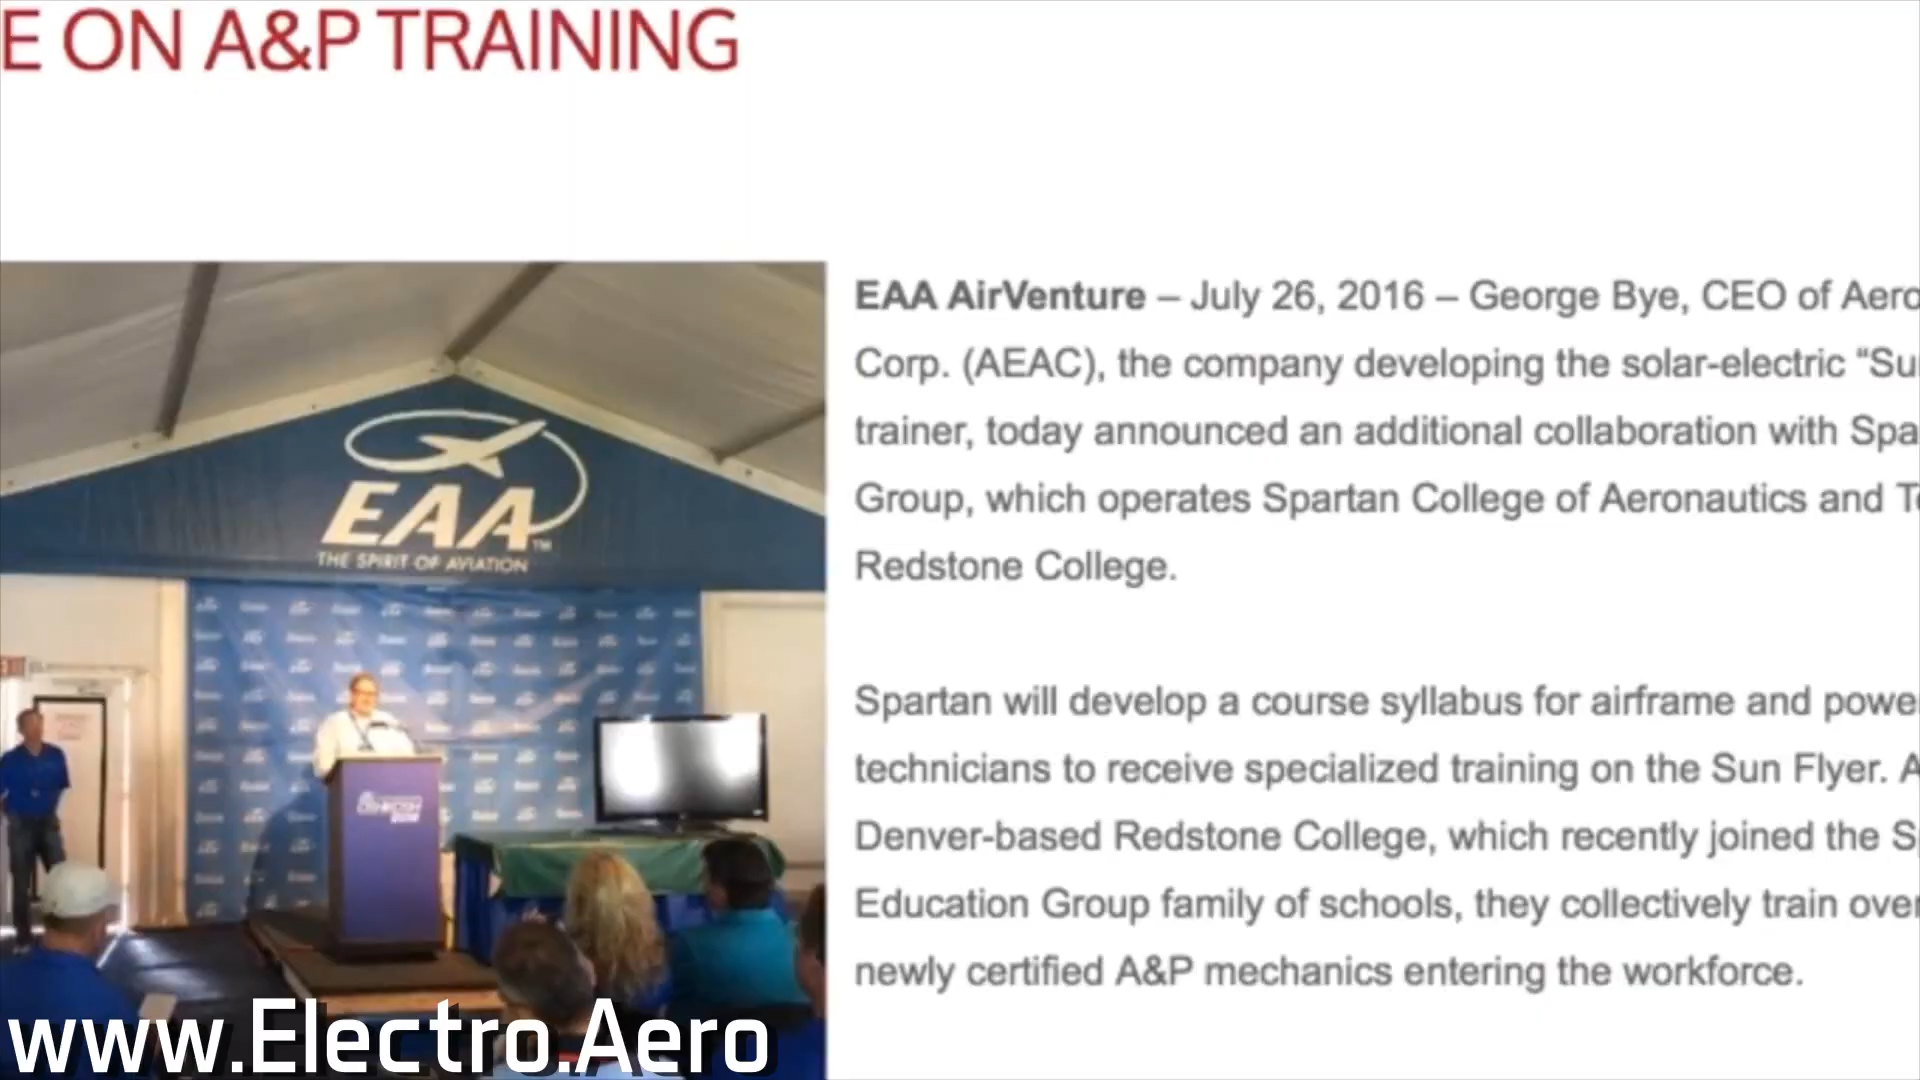 E ON A&P TRAINING
EAA AirVenture – July 26, 2016 – George Bye, CEO of Aero
Corp. (AEAC), the company developing the solar-electric “Su
trainer, today announced an additional collaboration with Spa
Group, which operates Spartan College of Aeronautics and T
Redstone College.
Spartan will develop a course syllabus for airframe and powe
technicians to receive specialized training on the Sun Flyer. A
Denver-based Redstone College, which recently joined the S
Education Group family of schools, they collectively train over
newly certified A&P mechanics entering the workforce.
EAA™
THE SPIRIT OF AVIATION
EXIT
OSHKOSH
2016
www.Electro.Aero